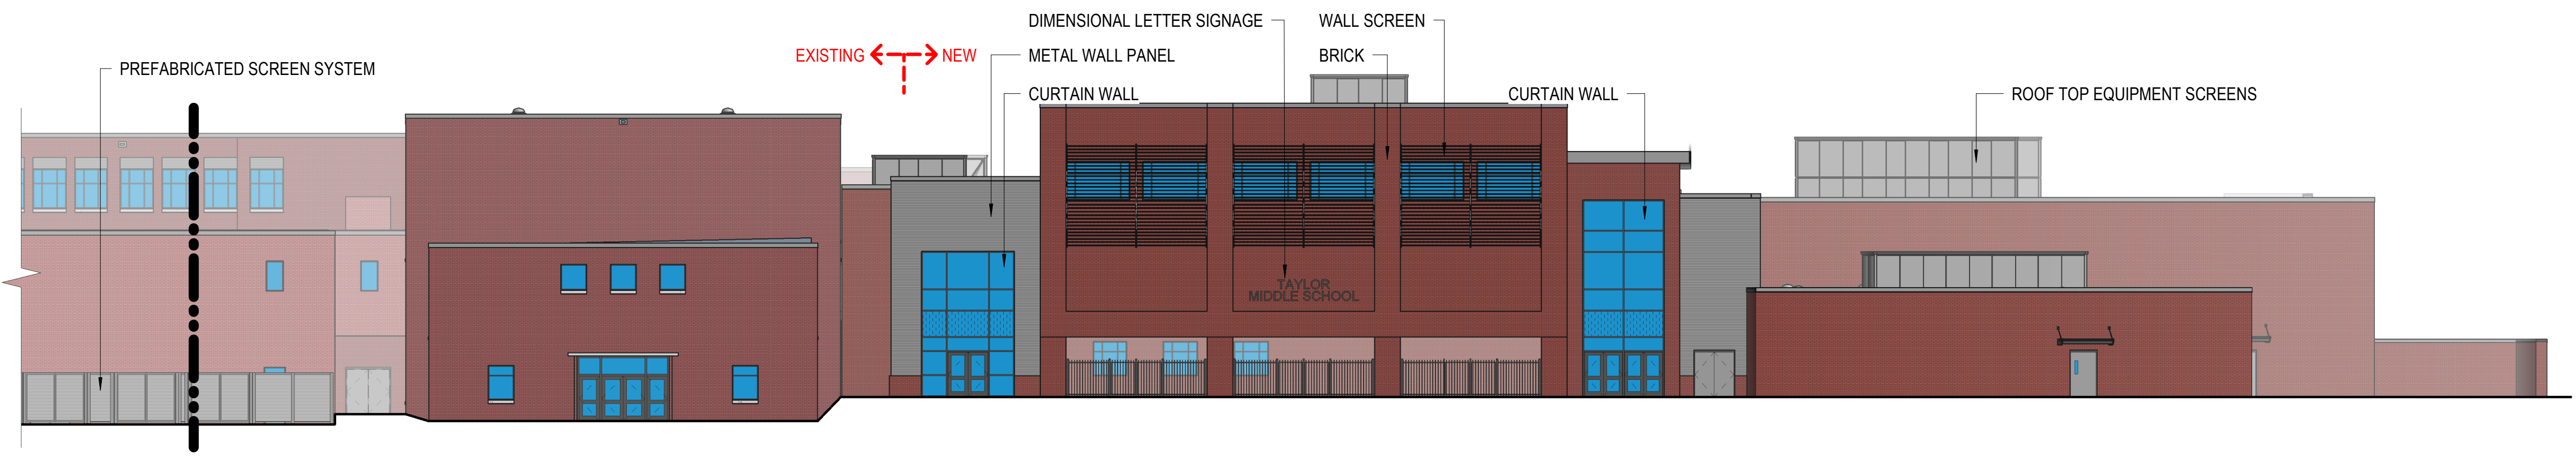 DIMENSIONAL LETTER SIGNAGE
WALL SCREEN
EXISTING
NEW
METAL WALL PANEL
BRICK
PREFABRICATED SCREEN SYSTEM
CURTAIN WALL
CURTAIN WALL
ROOF TOP EQUIPMENT SCREENS
TAYLOR
MIDDLE SCHOOL